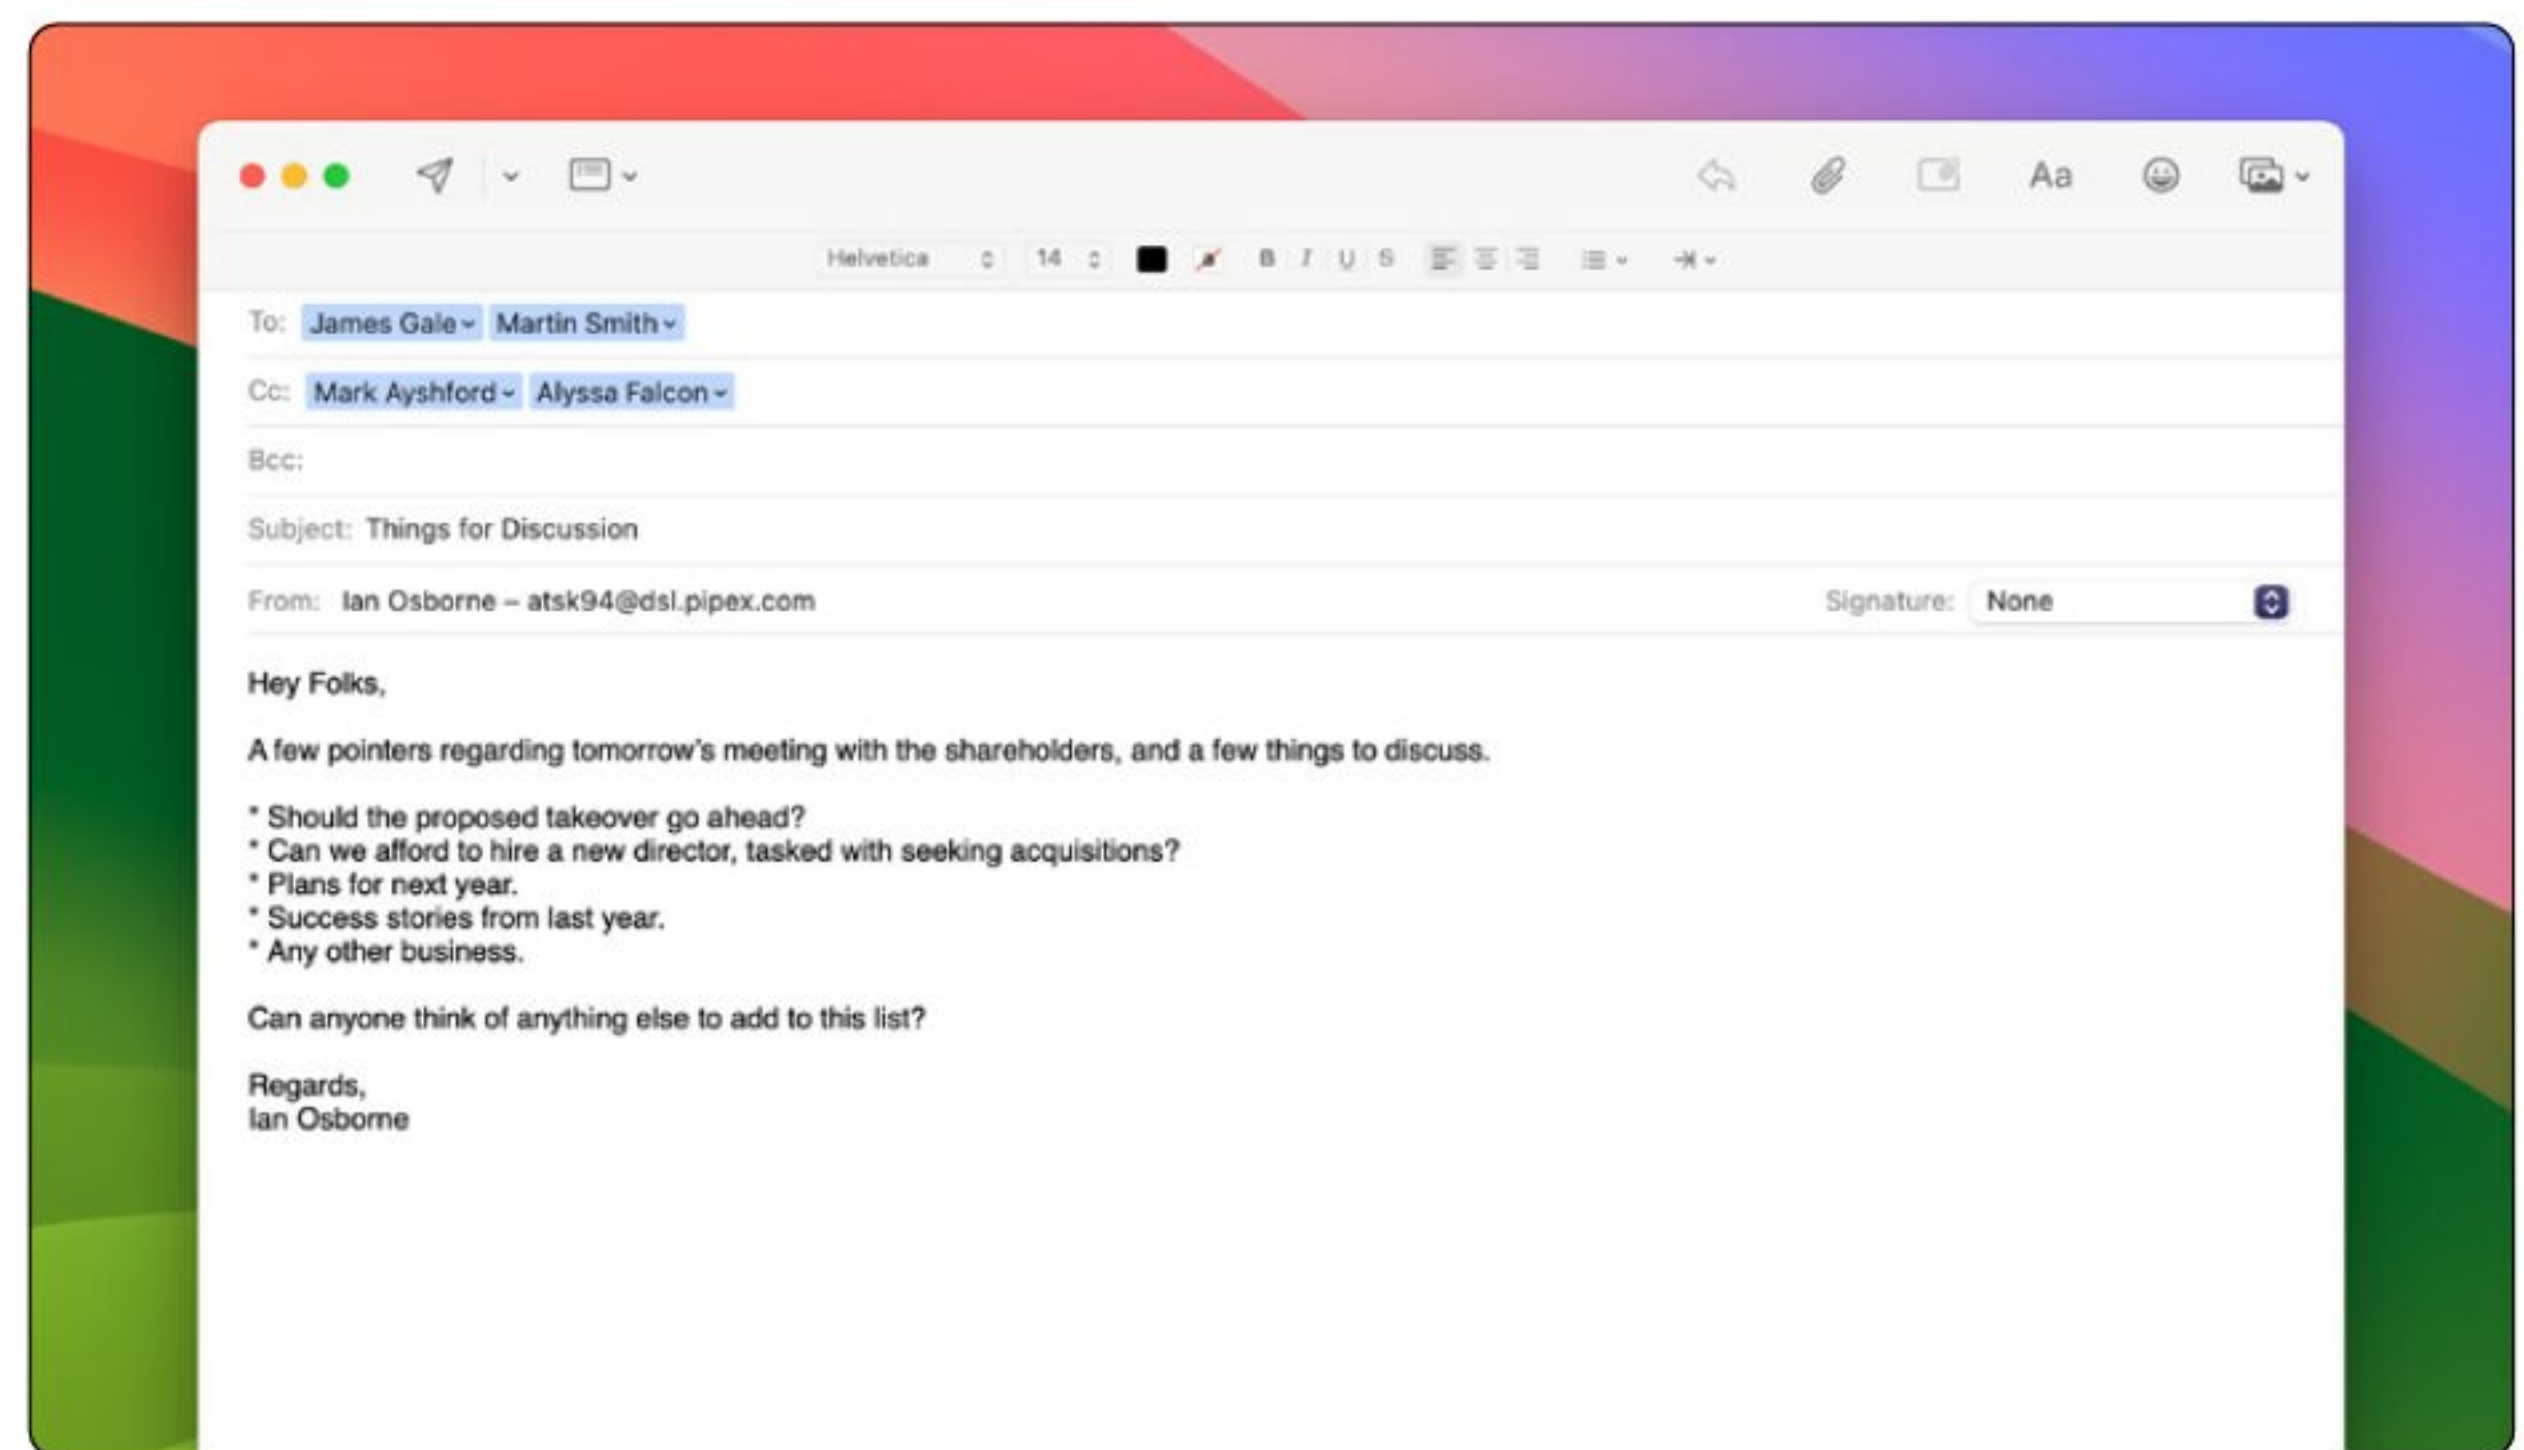 Aa
Helvetica 14 a B I U S
To: James Gale Martin Smith
Cc: Mark Ayshford Alyssa Falcon
Bcc:
Subject: Things for Discussion
From: Ian Osborne – atsk94@dsl.pipex.com Signature: None
Hey Folks,
A few pointers regarding tomorrow’s meeting with the shareholders, and a few things to discuss.
* Should the proposed takeover go ahead?
* Can we afford to hire a new director, tasked with seeking acquisitions?
* Plans for next year.
* Success stories from last year.
* Any other business.
Can anyone think of anything else to add to this list?
Regards,
Ian Osborne